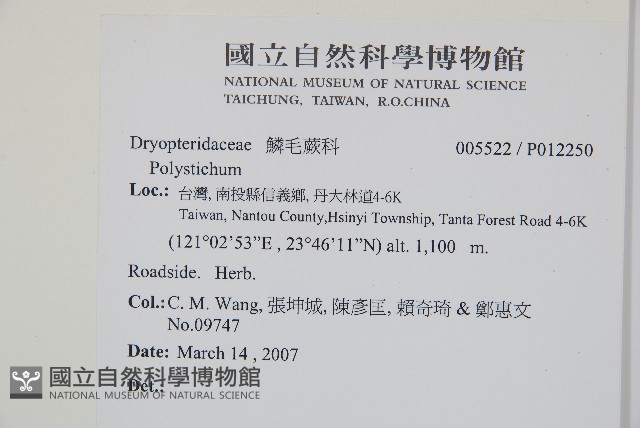 國立自然科學博物館
NATIONAL MUSEUM OF NATURAL SCIENCE
TAICHUNG, TAIWAN, R.O.CHINA
Dryopteridaceae 鱗毛蕨科 005522 / P012250
Polystichum
Loc.: 台灣, 南投縣信義鄉, 丹大林道4-6K
Taiwan, Nantou County,Hsinyi Township, Tanta Forest Road 4-6K
(121°02'53"E , 23°46'11"N) alt. 1,100 m.
Roadside. Herb.
Col.: C. M. Wang, 張坤城, 陳彥匡, 賴奇琦 & 鄭惠文
No.09747
Date: March 14 , 2007
Det.:
國立自然科學博物館
NATIONAL MUSEUM OF NATURAL SCIENCE